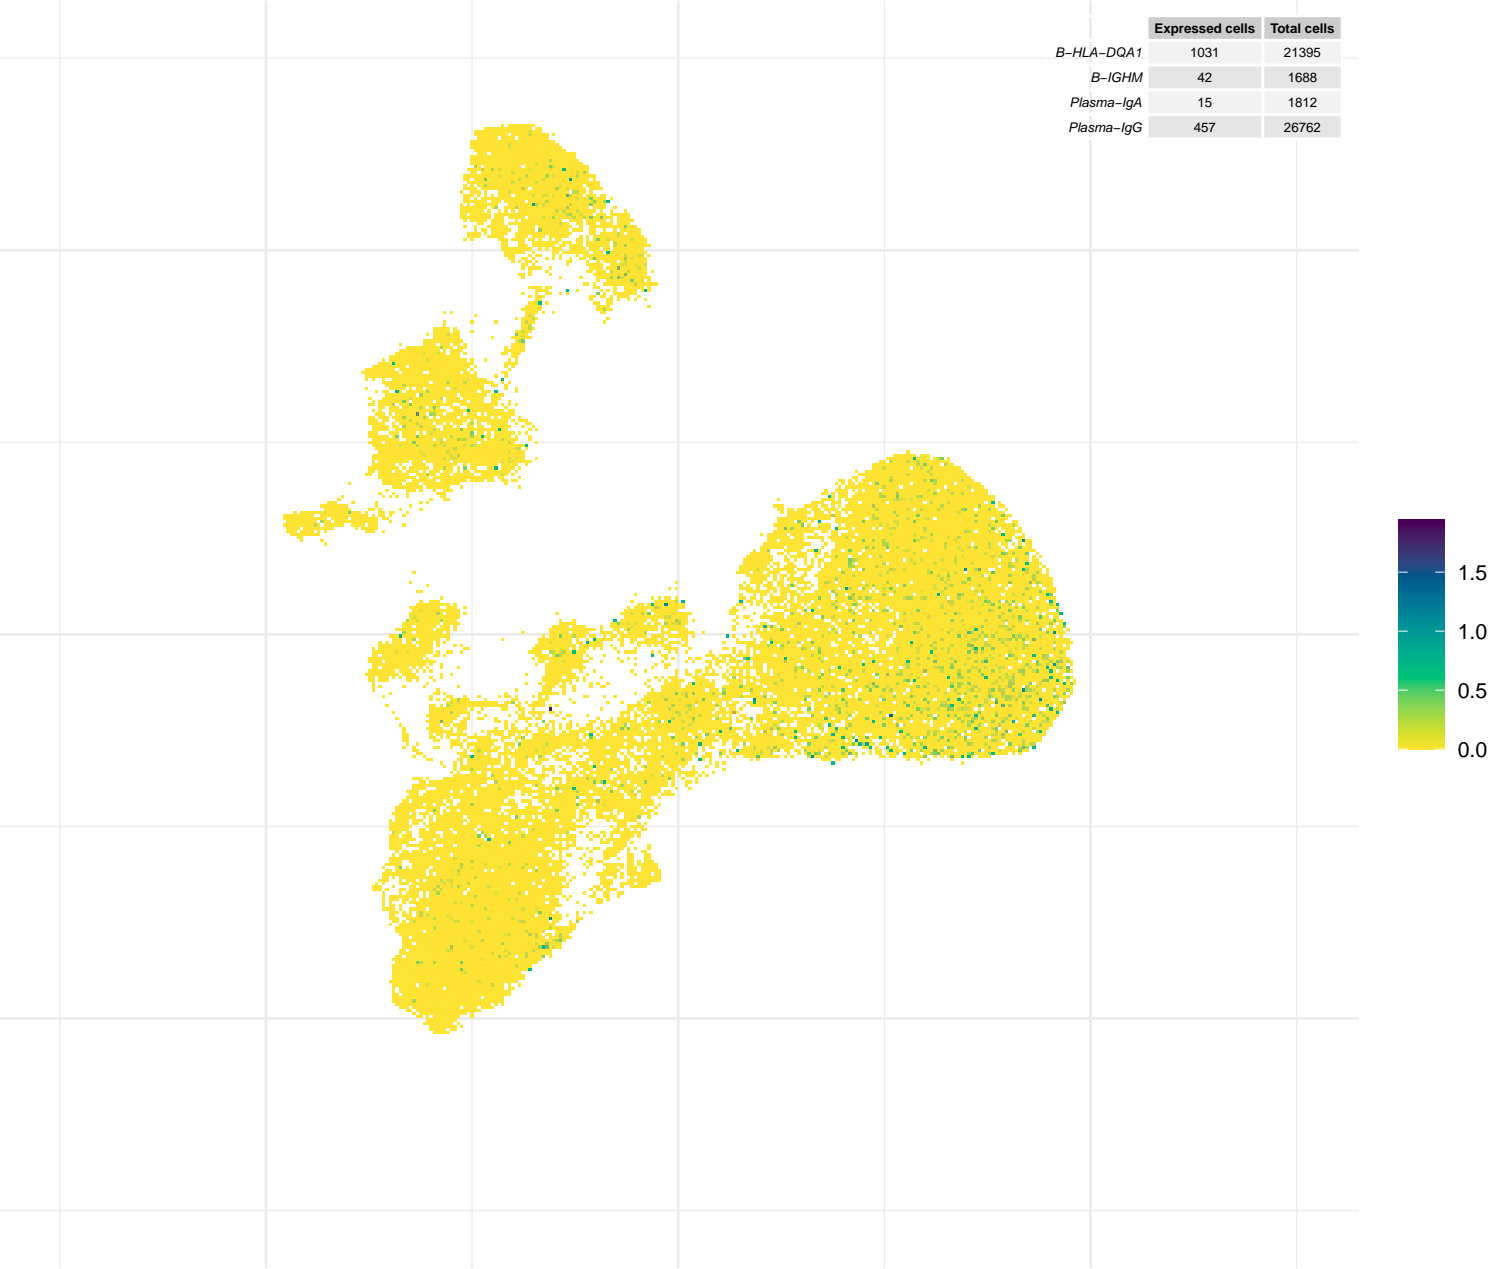 Expressed cells Total cells
B−HLA−DQA1 1031 21395
B−IGHM 42 1688
Plasma−IgA 15 1812
Plasma−IgG 457 26762
1.5
1.0
0.5
0.0